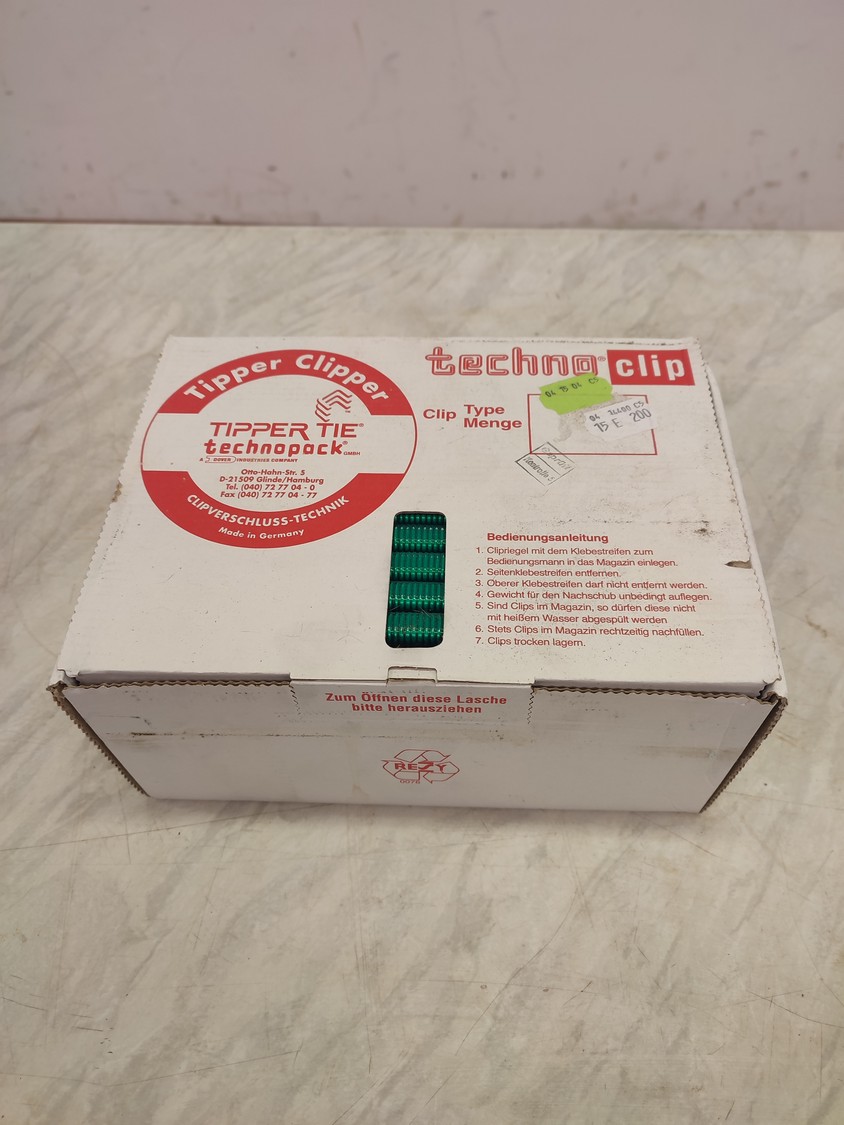 Tipper Clipper
TIPPER TIE®
technopack® GMBH
A DOVER INDUSTRIES COMPANY
Otto-Hahn-Str. 5
D-21509 Glinde/Hamburg
Tel. (040) 72 77 04 - 0
Fax (040) 72 77 04 - 77
CLIPVERSCHLUSS-TECHNIK
Made in Germany
techno® clip
Clip Type
Menge
15 E 200
Bedienungsanleitung
1. Clipriegel mit dem Klebestreifen zum
Bedienungsmann in das Magazin einlegen.
2. Seitenklebestreifen entfernen.
3. Oberer Klebestreifen darf nicht entfernt werden.
4. Gewicht für den Nachschub unbedingt auflegen.
5. Sind Clips im Magazin, so dürfen diese nicht
mit heißem Wasser abgespült werden
6. Stets Clips im Magazin rechtzeitig nachfüllen.
7. Clips trocken lagern.
Zum Öffnen diese Lasche
bitte herausziehen
REZY